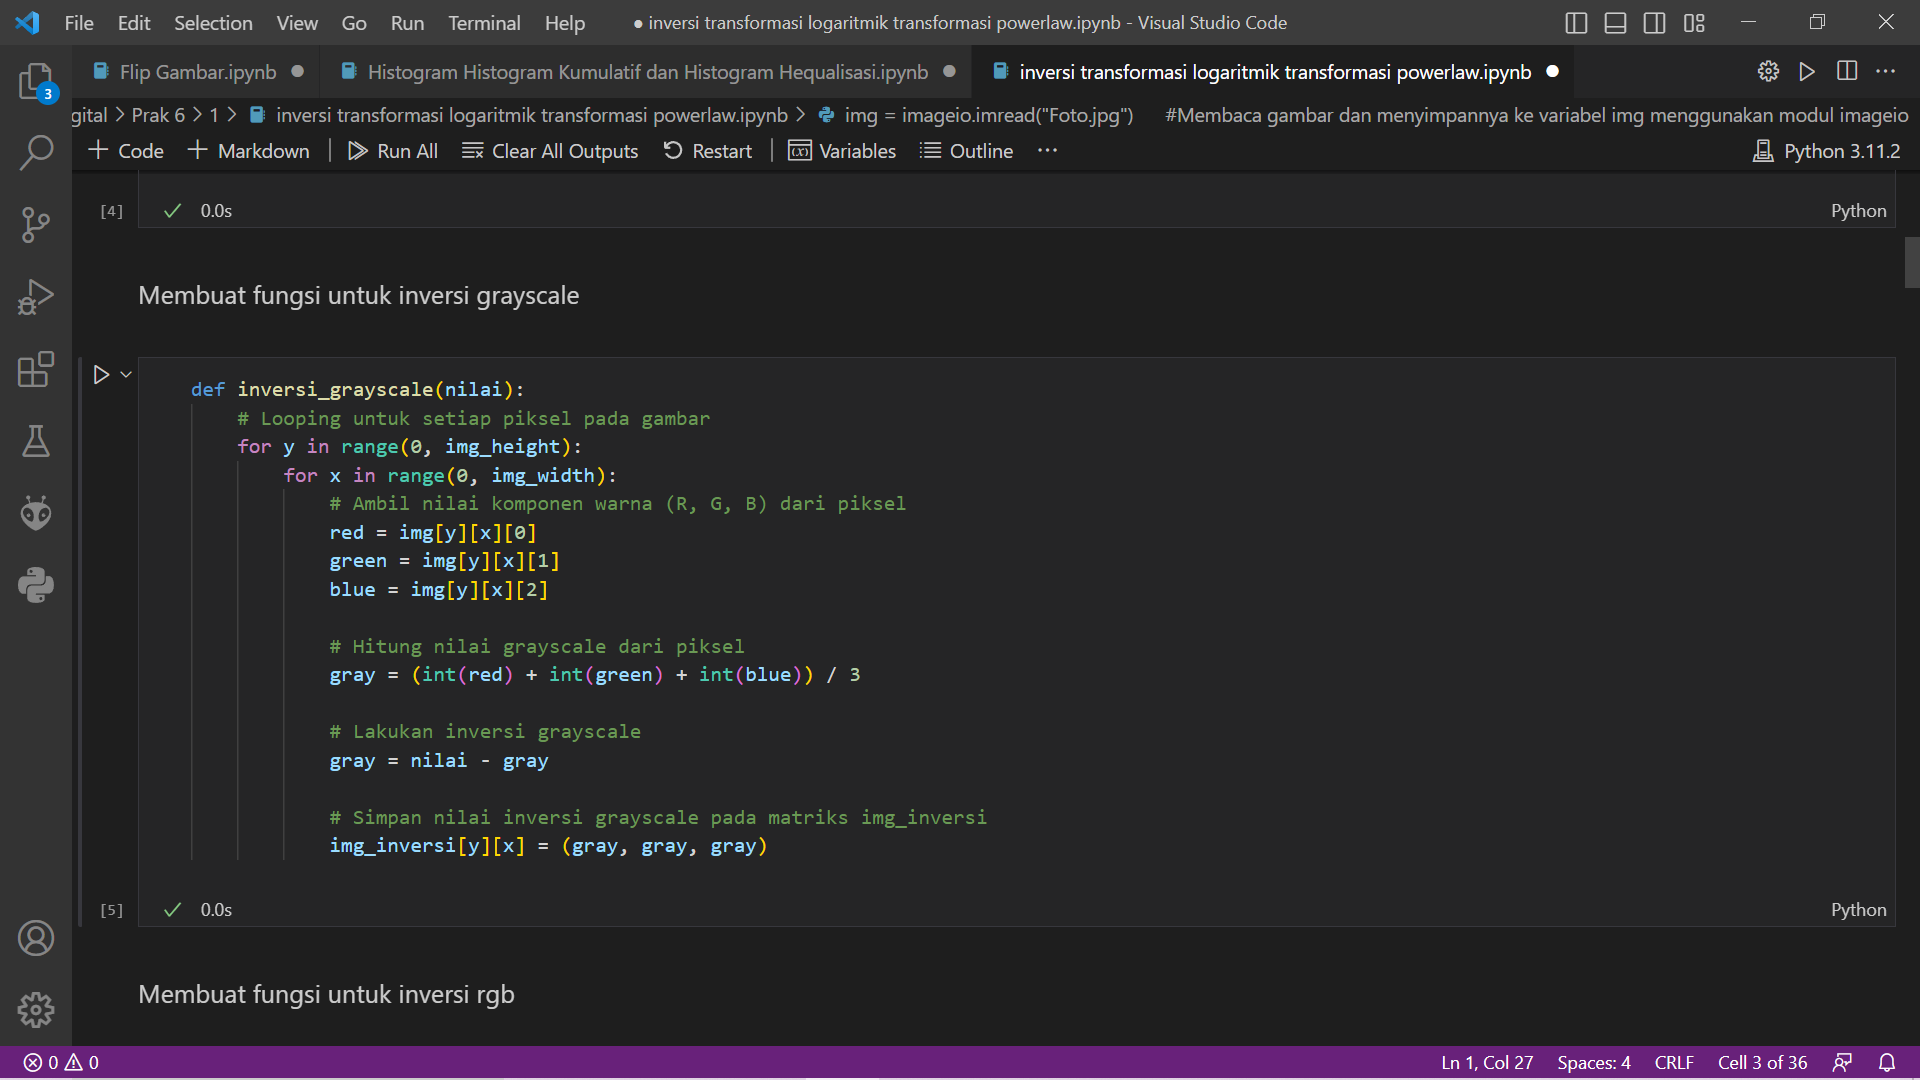 File Edit Selection View Go Run Terminal Help ● inversi transformasi logaritmik transformasi powerlaw.ipynb - Visual Studio Code
Flip Gambar.ipynb ● Histogram Histogram Kumulatif dan Histogram Hequalisasi.ipynb ● inversi transformasi logaritmik transformasi powerlaw.ipynb ●
3
gital > Prak 6 > 1 > inversi transformasi logaritmik transformasi powerlaw.ipynb > img = imageio.imread("Foto.jpg") #Membaca gambar dan menyimpannya ke variabel img menggunakan modul imageio
+ Code + Markdown | Run All Clear All Outputs Restart | Variables Outline ··· Python 3.11.2
[4] ✓ 0.0s Python
Membuat fungsi untuk inversi grayscale
def inversi_grayscale(nilai):
    # Looping untuk setiap piksel pada gambar
    for y in range(0, img_height):
        for x in range(0, img_width):
            # Ambil nilai komponen warna (R, G, B) dari piksel
            red = img[y][x][0]
            green = img[y][x][1]
            blue = img[y][x][2]
            # Hitung nilai grayscale dari piksel
            gray = (int(red) + int(green) + int(blue)) / 3
            # Lakukan inversi grayscale
            gray = nilai - gray
            # Simpan nilai inversi grayscale pada matriks img_inversi
            img_inversi[y][x] = (gray, gray, gray)
[5] ✓ 0.0s Python
Membuat fungsi untuk inversi rgb
0 0 Ln 1, Col 27 Spaces: 4 CRLF Cell 3 of 36